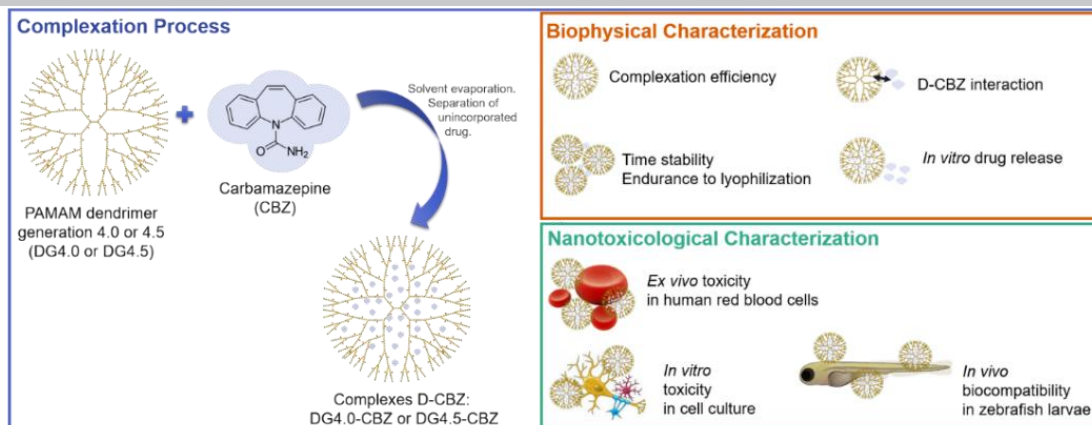 Complexation Process
PAMAM dendrimer
generation 4.0 or 4.5
(DG4.0 or DG4.5)
N
O
NH₂
Carbamazepine
(CBZ)
Solvent evaporation.
Separation of
unincorporated
drug.
Complexes D-CBZ:
DG4.0-CBZ or DG4.5-CBZ
Biophysical Characterization
Complexation efficiency
D-CBZ interaction
Time stability
Endurance to lyophilization
In vitro drug release
Nanotoxicological Characterization
Ex vivo toxicity
in human red blood cells
In vitro
toxicity
in cell culture
In vivo
biocompatibility
in zebrafish larvae